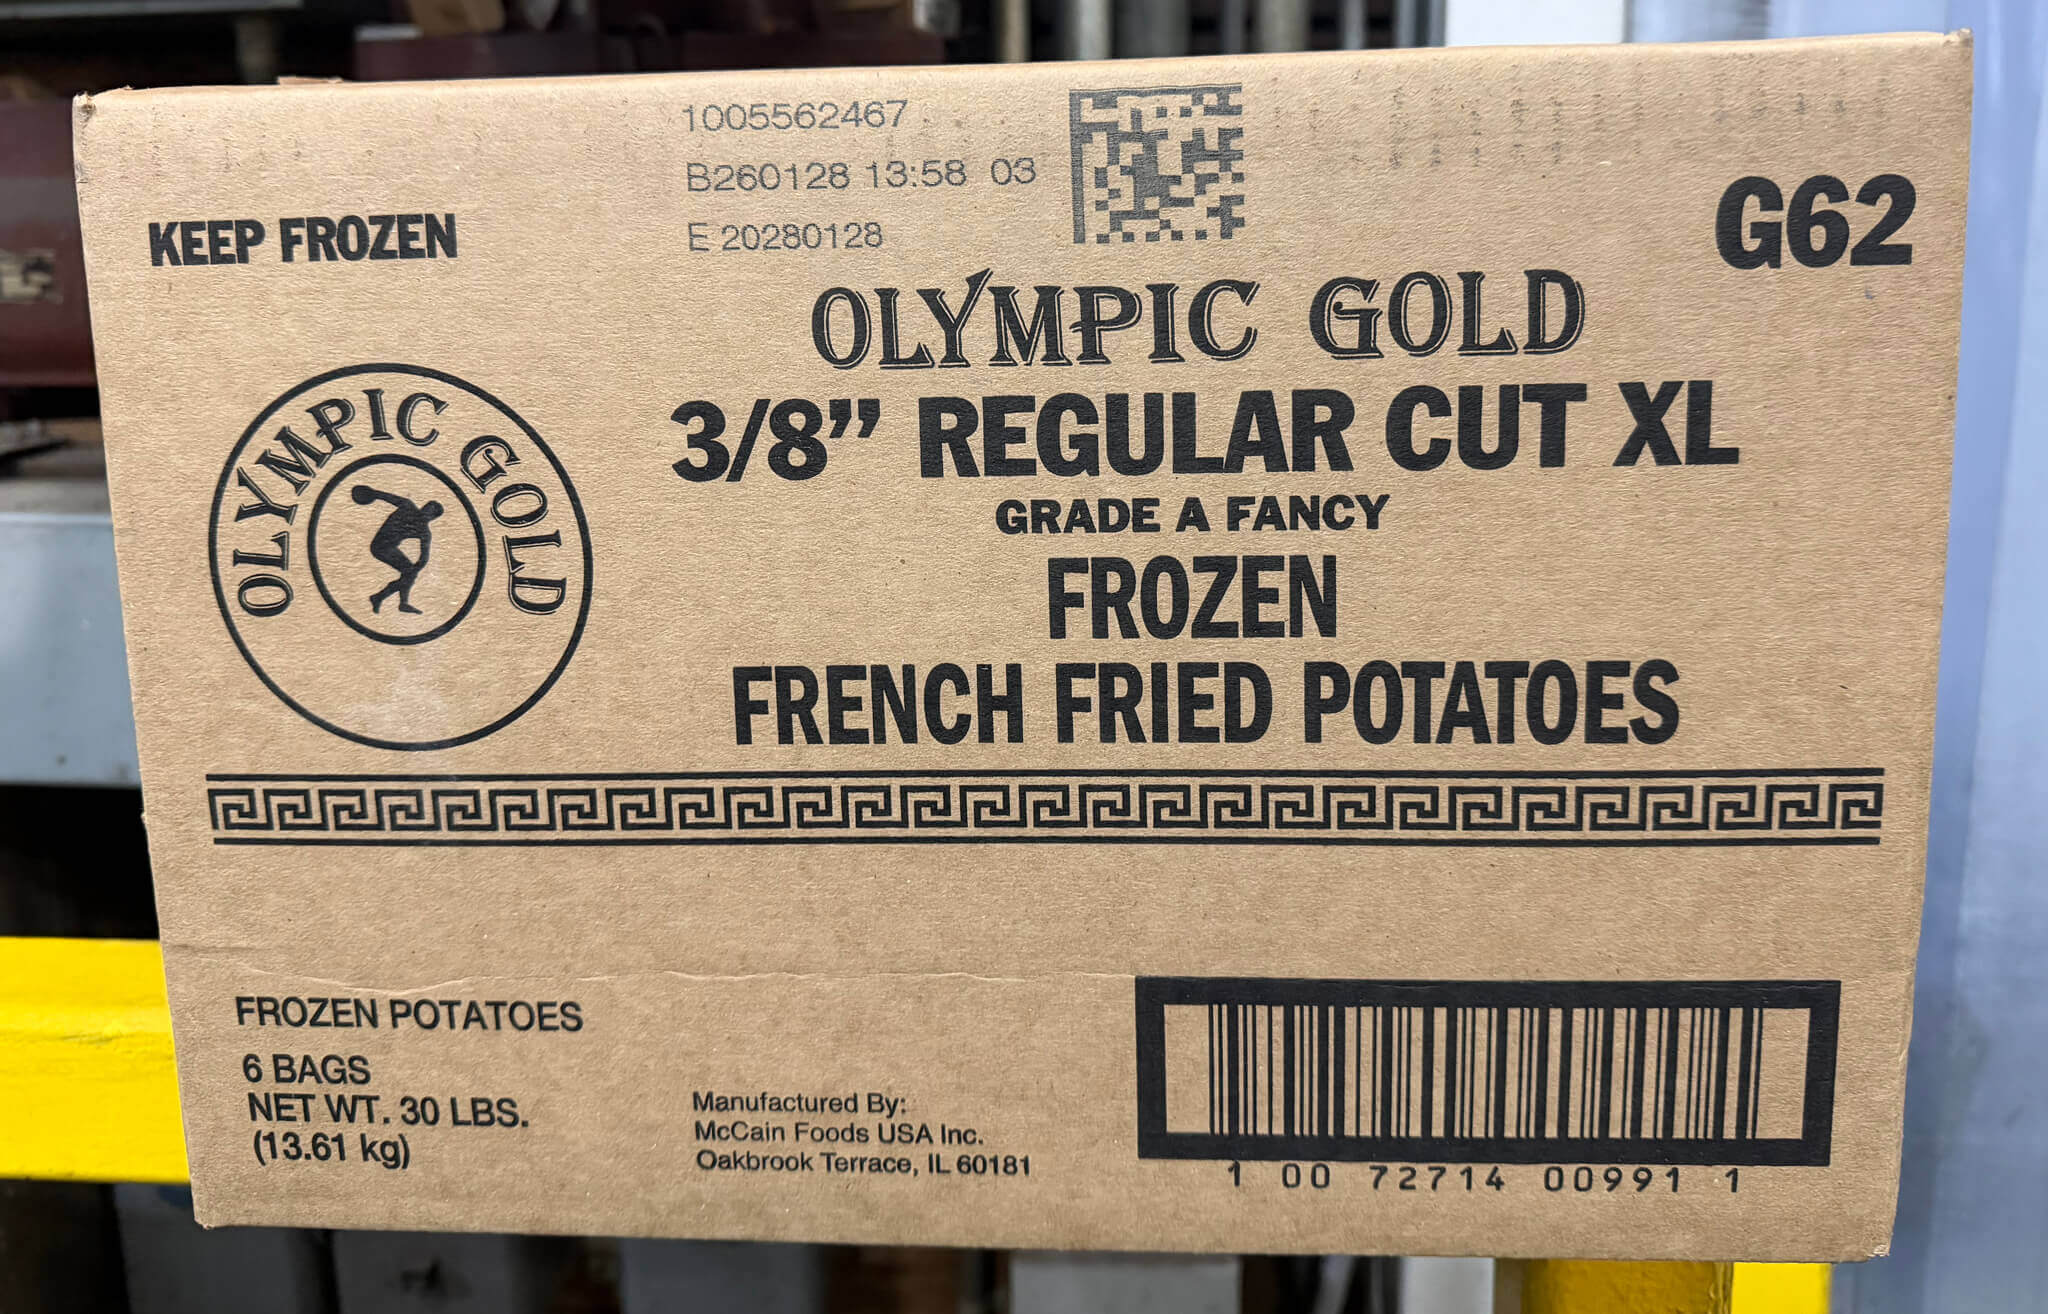 1005562467
B260128 13:58 03
E 20280128
KEEP FROZEN
G62
OLYMPIC GOLD
3/8” REGULAR CUT XL
GRADE A FANCY
FROZEN
FRENCH FRIED POTATOES
OLYMPIC GOLD
FROZEN POTATOES
6 BAGS
NET WT. 30 LBS.
(13.61 kg)
Manufactured By:
McCain Foods USA Inc.
Oakbrook Terrace, IL 60181
1 00 72714 00991 1